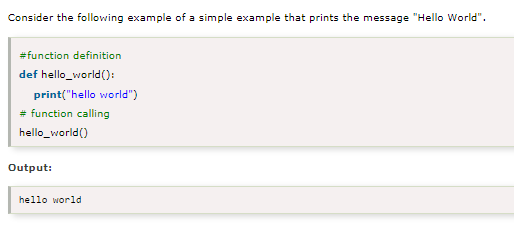 Consider the following example of a simple example that prints the message "Hello World".
#function definition
def hello_world():
    print("hello world")
# function calling
hello_world()
Output:
hello world